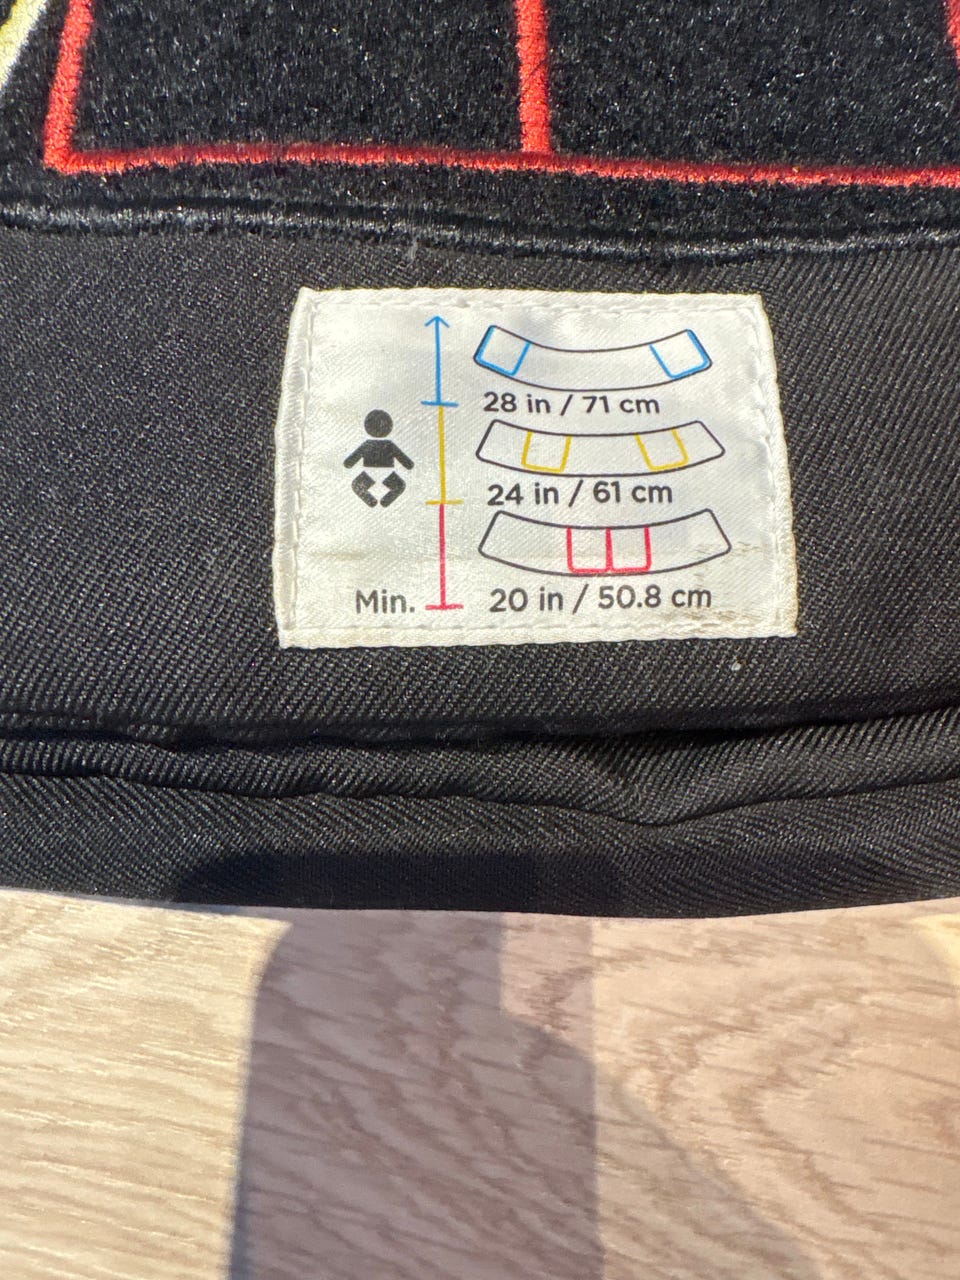 28 in / 71 cm
24 in / 61 cm
Min. 20 in / 50.8 cm